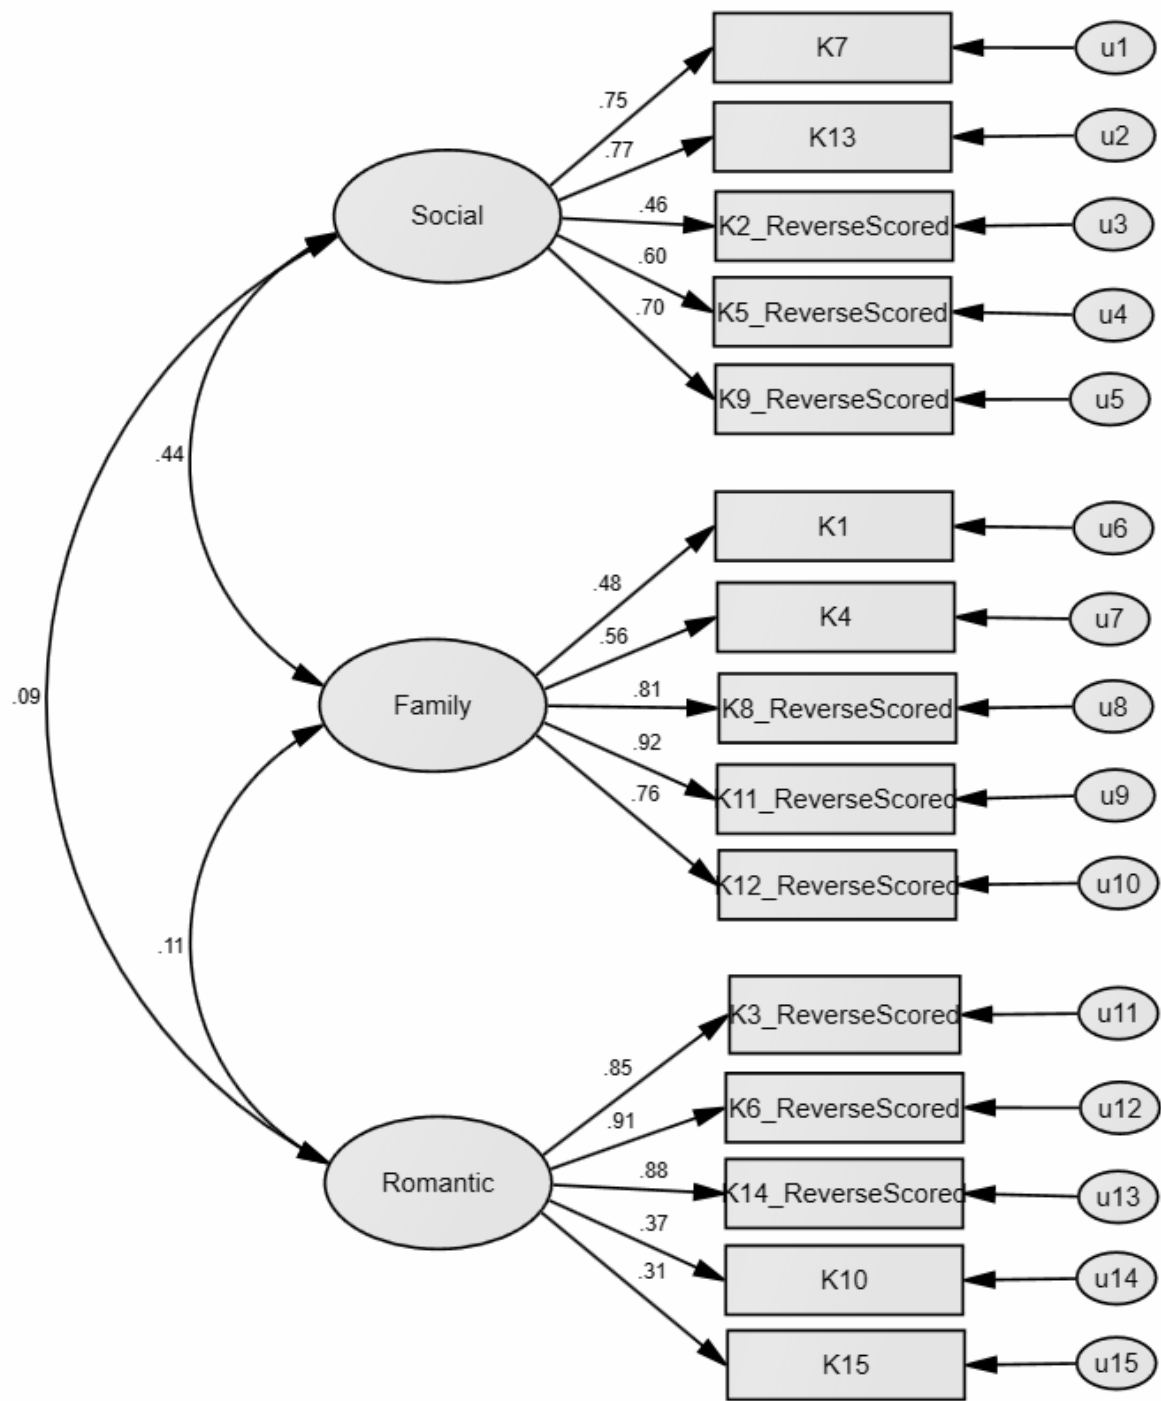 K7
u1
.75
K13
u2
.77
Social
.46
K2_ReverseScored
u3
.60
K5_ReverseScored
u4
.70
K9_ReverseScored
u5
.44
K1
u6
.48
K4
u7
.56
.09
Family
.81
K8_ReverseScored
u8
.92
K11_ReverseScored
u9
.76
K12_ReverseScored
u10
.11
K3_ReverseScored
u11
.85
K6_ReverseScored
u12
.91
Romantic
.88
K14_ReverseScored
u13
.37
K10
u14
.31
K15
u15